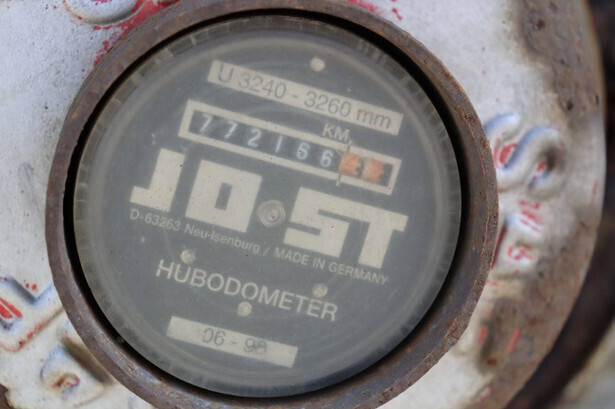 U 3240 - 3260 mm
KM
772166
JOST
D-63263 Neu-Isenburg / MADE IN GERMANY
HUBODOMETER
06 - 98